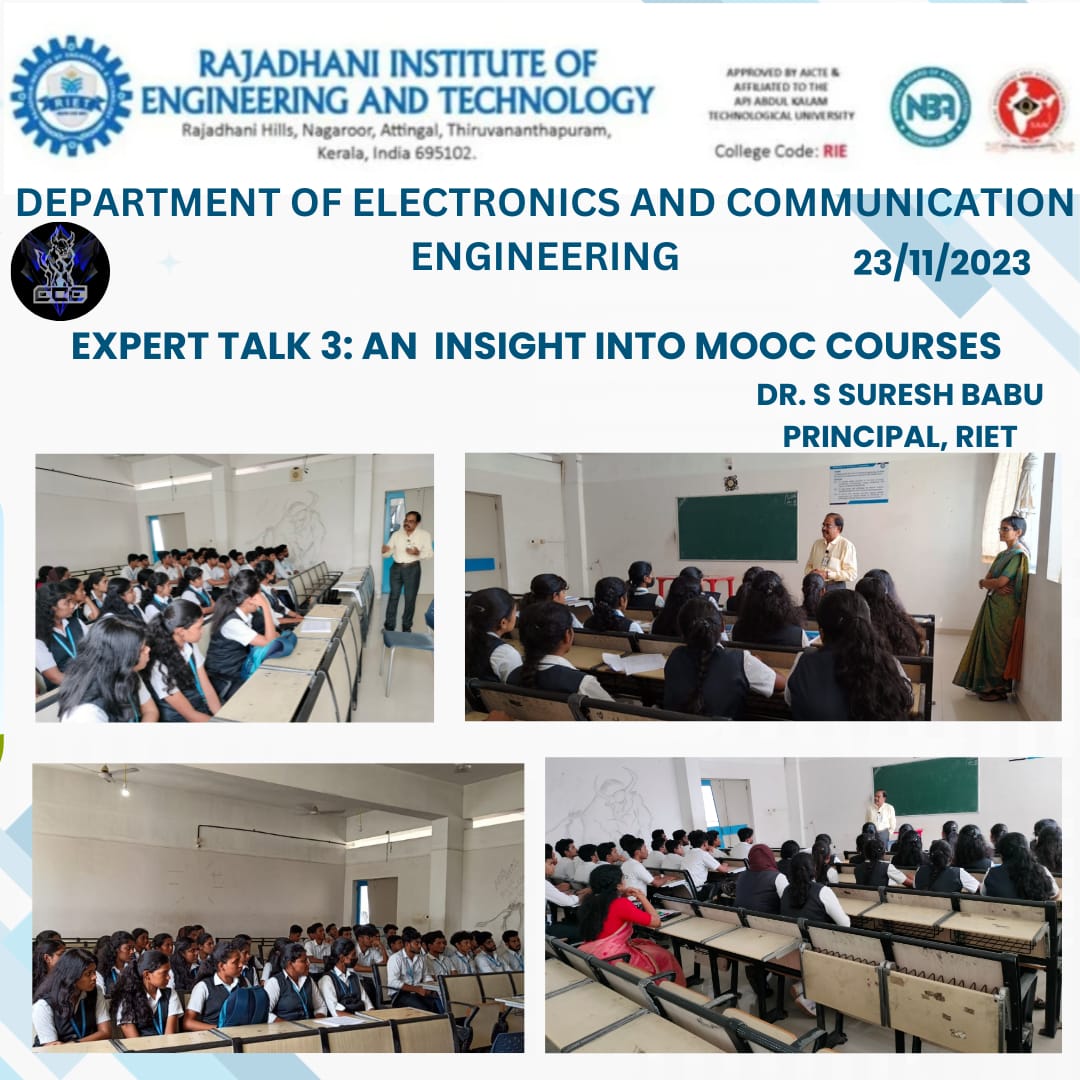 RAJADHANI INSTITUTE OF
ENGINEERING AND TECHNOLOGY
Rajadhani Hills, Nagaroor, Attingal, Thiruvananthapuram,
Kerala, India 695102.
RIET
APPROVED BY AICTE &
AFFILIATED TO THE
APJ ABDUL KALAM
TECHNOLOGICAL UNIVERSITY
College Code: RIE
NBA
DEPARTMENT OF ELECTRONICS AND COMMUNICATION
ENGINEERING
23/11/2023
EXPERT TALK 3: AN INSIGHT INTO MOOC COURSES
DR. S SURESH BABU
PRINCIPAL, RIET